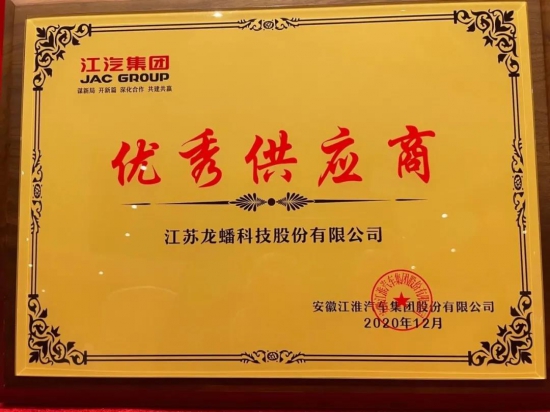 江汽集团
JAC GROUP
谋新局 开新篇 深化合作 共建共赢
优秀供应商
江苏龙蟠科技股份有限公司
安徽江淮汽车集团股份有限公司
2020年12月